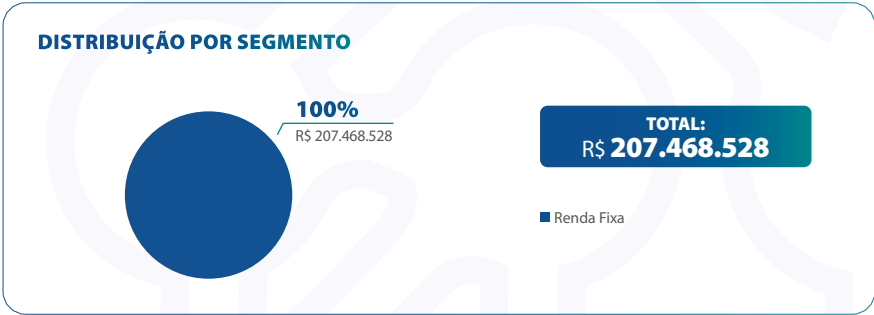 DISTRIBUIÇÃO POR SEGMENTO
100%
R$ 207.468.528
TOTAL:
R$ 207.468.528
Renda Fixa